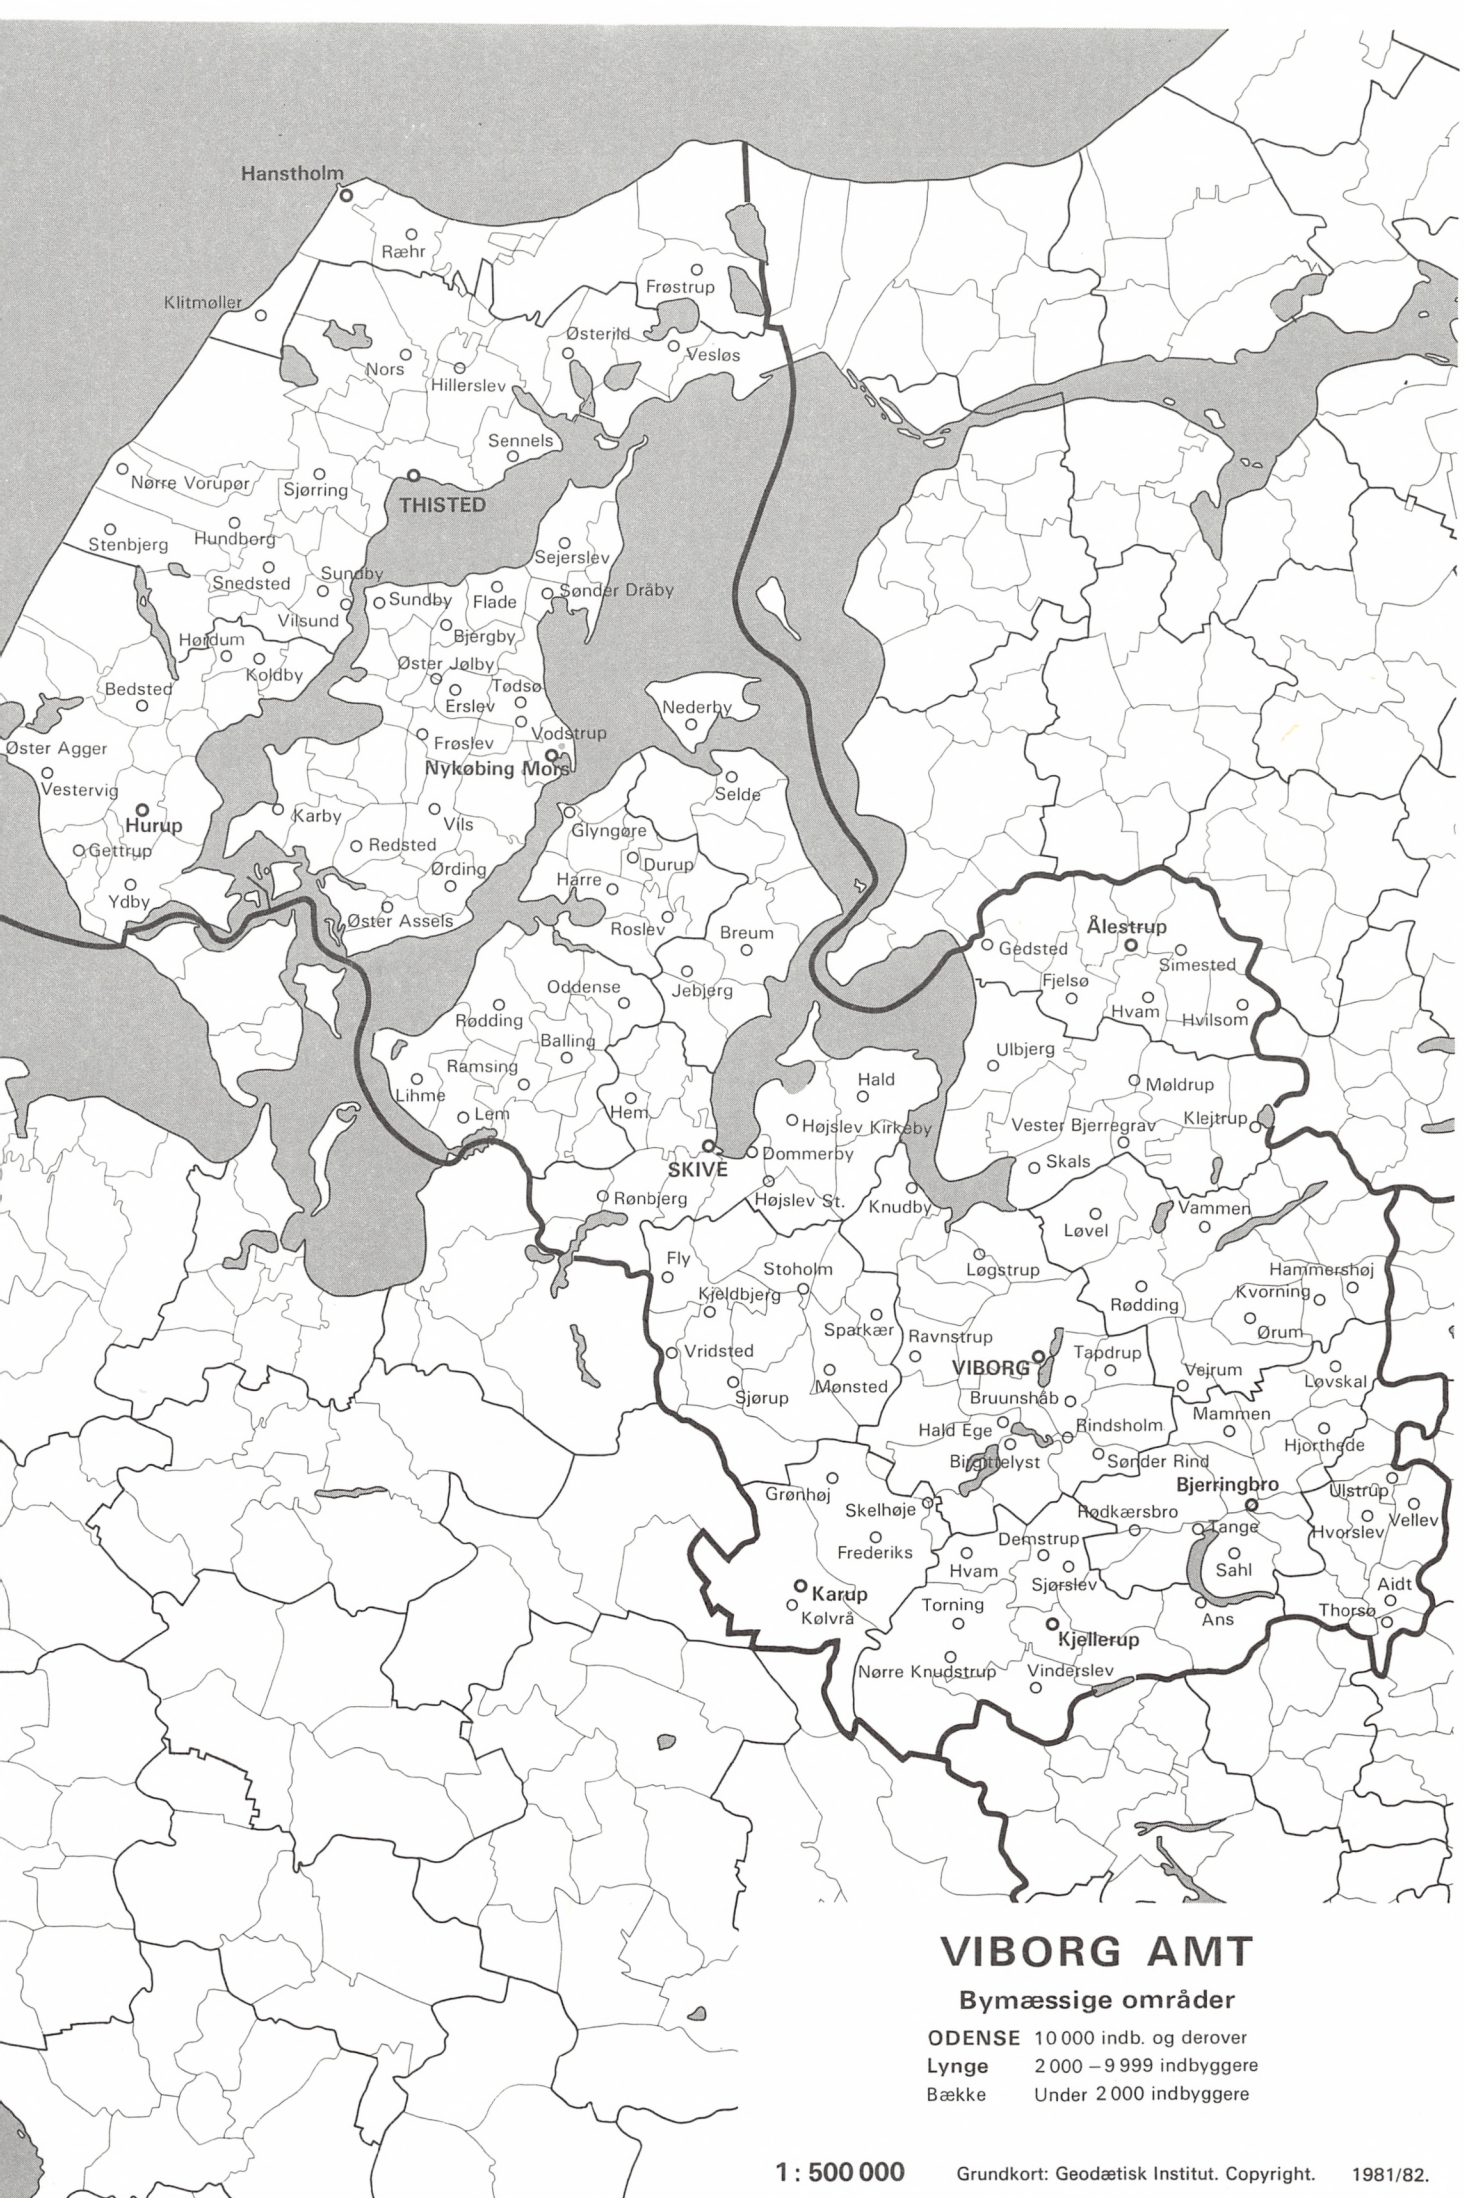 Hanstholm
Ræhr
Klitmøller
Frøstrup
Østerild
Vesløs
Nors
Hillerslev
Sennels
Nørre Vorupør
Sjørring
THISTED
Stenbjerg
Hundborg
Sejerslev
Snedsted
Sundby
Sundby
Flade
Sønder Dråby
Vilsund
Bjergby
Hørdum
Koldby
Øster Jølby
Bedsted
Erslev
Tødsø
Nederby
Øster Agger
Frøslev
Vodstrup
Nykøbing Mors
Vestervig
Selde
Hurup
Karby
Vils
Glyngøre
Gettrup
Redsted
Durup
Ørding
Harre
Ydby
Øster Assels
Roslev
Breum
Ålestrup
Gedsted
Simested
Oddense
Jebjerg
Fjelsø
Hvam
Hvilsom
Rødding
Balling
Ulbjerg
Ramsing
Hald
Møldrup
Lihme
Lem
Hem
Højslev Kirkeby
Vester Bjerregrav
Klejtrup
SKIVE
Dommerby
Skals
Rønbjerg
Højslev St.
Knudby
Løvel
Vammen
Fly
Stoholm
Løgstrup
Hammershøj
Kjeldbjerg
Rødding
Kvorning
Sparkær
Ravnstrup
Ørum
Vridsted
VIBORG
Tapdrup
Vejrum
Løvskal
Sjørup
Mønsted
Bruunshåb
Mammen
Hald Ege
Rindsholm
Hjorthede
Birgittelyst
Sønder Rind
Bjerringbro
Grønhøj
Ulstrup
Skelhøje
Rødkærsbro
Tange
Hvorslev
Vellev
Frederiks
Demstrup
Hvam
Sjørslev
Sahl
Aidt
Karup
Kølvrå
Torning
Ans
Thorsø
Kjellerup
Nørre Knudstrup
Vinderslev
VIBORG AMT
Bymæssige områder
ODENSE 10 000 indb. og derover
Lynge 2 000 – 9 999 indbyggere
Bække Under 2 000 indbyggere
1 : 500 000 Grundkort: Geodætisk Institut. Copyright. 1981/82.